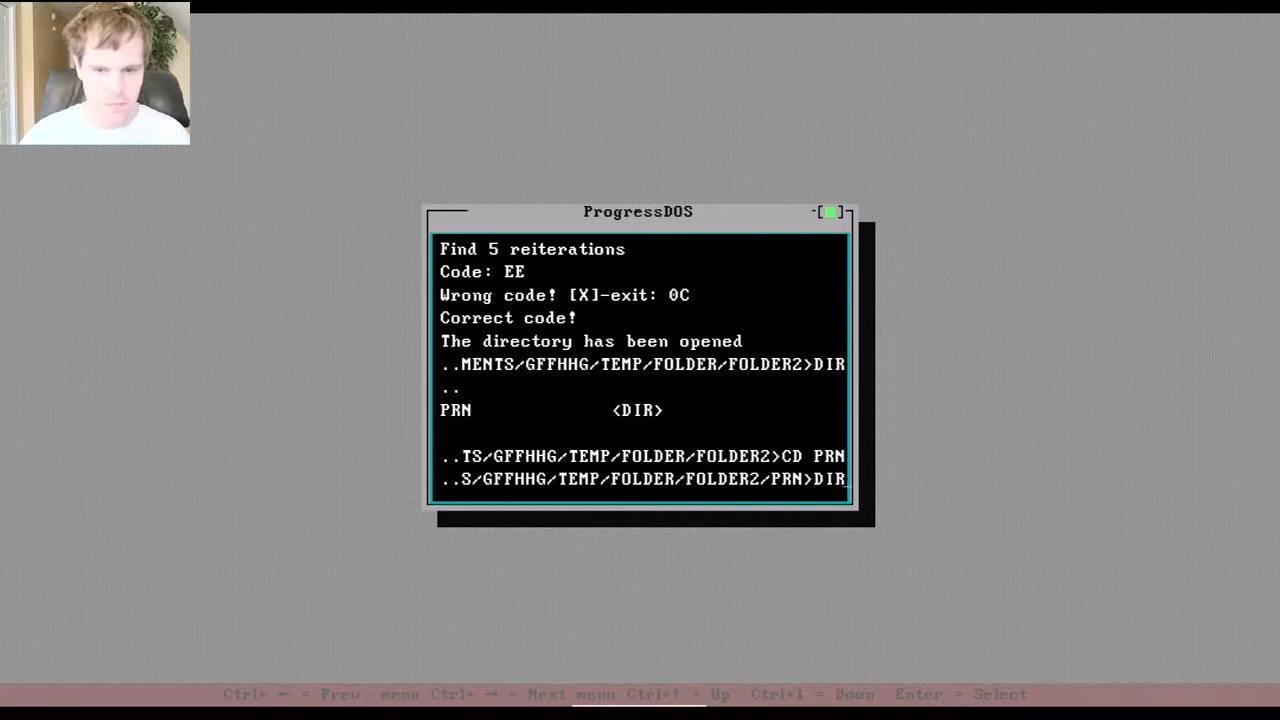 ProgressDOS
Find 5 reiterations
Code: EE
Wrong code! [X]-exit: 0C
Correct code!
The directory has been opened
..MENTS/GFFHHG/TEMP/FOLDER/FOLDER2>DIR
..
PRN <DIR>
..TS/GFFHHG/TEMP/FOLDER/FOLDER2>CD PRN
..S/GFFHHG/TEMP/FOLDER/FOLDER2/PRN>DIR_
Ctrl+ ← = Prev. menu Ctrl+ → = Next menu Ctrl+↑ = Up Ctrl+↓ = Down Enter = Select